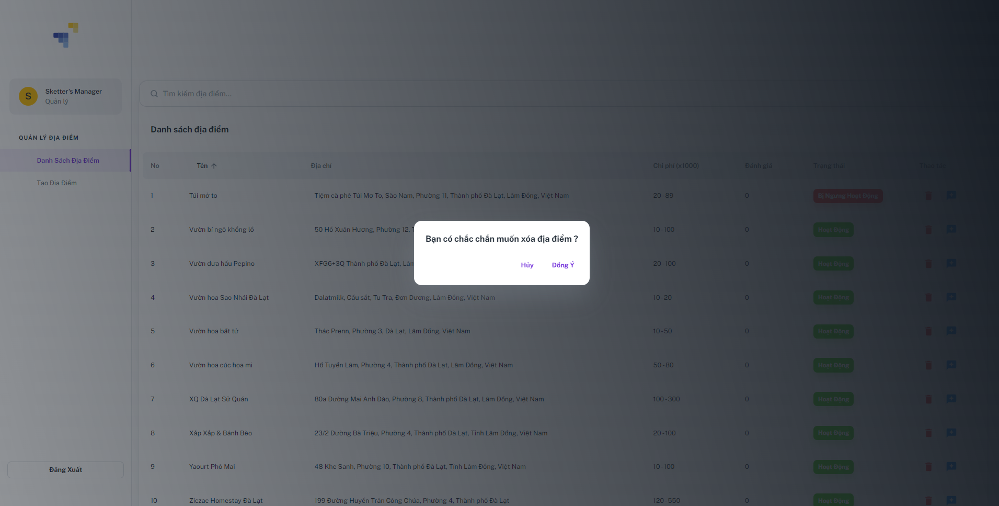 S
Sketter's Manager
Quản lý
QUẢN LÝ ĐỊA ĐIỂM
Danh Sách Địa Điểm
Tạo Địa Điểm
Đăng Xuất
Tìm kiếm địa điểm...
Danh sách địa điểm
No Tên Địa chỉ Chi phí (x1000) Đánh giá Trạng thái Thao tác
1 Túi mơ to Tiệm cà phê Túi Mơ To, Sào Nam, Phường 11, Thành phố Đà Lạt, Lâm Đồng, Việt Nam 20 - 89 0 Bị Ngưng Hoạt Động
2 Vườn bí ngô khổng lồ 50 Hồ Xuân Hương, Phường 12, 10 - 100 0 Hoạt Động
3 Vườn dưa hấu Pepino XFG6+3Q Thành phố Đà Lạt, Lâm 20 - 100 0 Hoạt Động
4 Vườn hoa Sao Nhái Đà Lạt Dalatmilk, Cầu sắt, Tu Tra, Đơn Dương, Lâm Đồng, Việt Nam 10 - 20 0 Hoạt Động
5 Vườn hoa bất tử Thác Prenn, Phường 3, Đà Lạt, Lâm Đồng, Việt Nam 10 - 50 0 Hoạt Động
6 Vườn hoa cúc họa mi Hồ Tuyền Lâm, Phường 4, Thành phố Đà Lạt, Lâm Đồng, Việt Nam 50 - 80 0 Hoạt Động
7 XQ Đà Lạt Sử Quán 80a Đường Mai Anh Đào, Phường 8, Thành phố Đà Lạt, Lâm Đồng, Việt Nam 100 - 300 0 Hoạt Động
8 Xắp Xắp & Bánh Bèo 23/2 Đường Bà Triệu, Phường 4, Thành phố Đà Lạt, Tỉnh Lâm Đồng, Việt Nam 20 - 100 0 Hoạt Động
9 Yaourt Phô Mai 48 Khe Sanh, Phường 10, Thành phố Đà Lạt, Tỉnh Lâm Đồng, Việt Nam 10 - 100 0 Hoạt Động
10 Ziczac Homestay Đà Lạt 199 Đường Huyền Trân Công Chúa, Phường 4, Thành phố Đà Lạt 120 - 550 0 Hoạt Động
Bạn có chắc chắn muốn xóa địa điểm ?
Hủy Đồng Ý